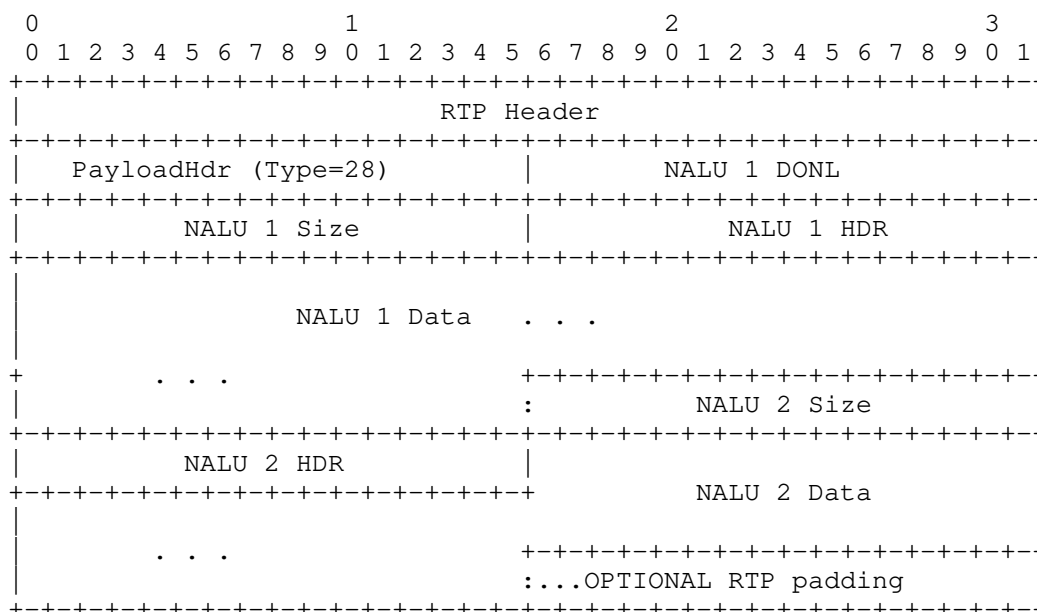 0                   1                   2                   3
 0 1 2 3 4 5 6 7 8 9 0 1 2 3 4 5 6 7 8 9 0 1 2 3 4 5 6 7 8 9 0 1
+-+-+-+-+-+-+-+-+-+-+-+-+-+-+-+-+-+-+-+-+-+-+-+-+-+-+-+-+-+-+-+-
|                          RTP Header
+-+-+-+-+-+-+-+-+-+-+-+-+-+-+-+-+-+-+-+-+-+-+-+-+-+-+-+-+-+-+-+-
|   PayloadHdr (Type=28)        |        NALU 1 DONL
+-+-+-+-+-+-+-+-+-+-+-+-+-+-+-+-+-+-+-+-+-+-+-+-+-+-+-+-+-+-+-+-
|          NALU 1 Size          |            NALU 1 HDR
+-+-+-+-+-+-+-+-+-+-+-+-+-+-+-+-+-+-+-+-+-+-+-+-+-+-+-+-+-+-+-+-
|
|                 NALU 1 Data   . . .
|
+        . . .                  +-+-+-+-+-+-+-+-+-+-+-+-+-+-+-+-
|                               :          NALU 2 Size
+-+-+-+-+-+-+-+-+-+-+-+-+-+-+-+-+-+-+-+-+-+-+-+-+-+-+-+-+-+-+-+-
|          NALU 2 HDR           |
+-+-+-+-+-+-+-+-+-+-+-+-+-+-+-+-+          NALU 2 Data
|
|        . . .                  +-+-+-+-+-+-+-+-+-+-+-+-+-+-+-+-
|                               :...OPTIONAL RTP padding
+-+-+-+-+-+-+-+-+-+-+-+-+-+-+-+-+-+-+-+-+-+-+-+-+-+-+-+-+-+-+-+-